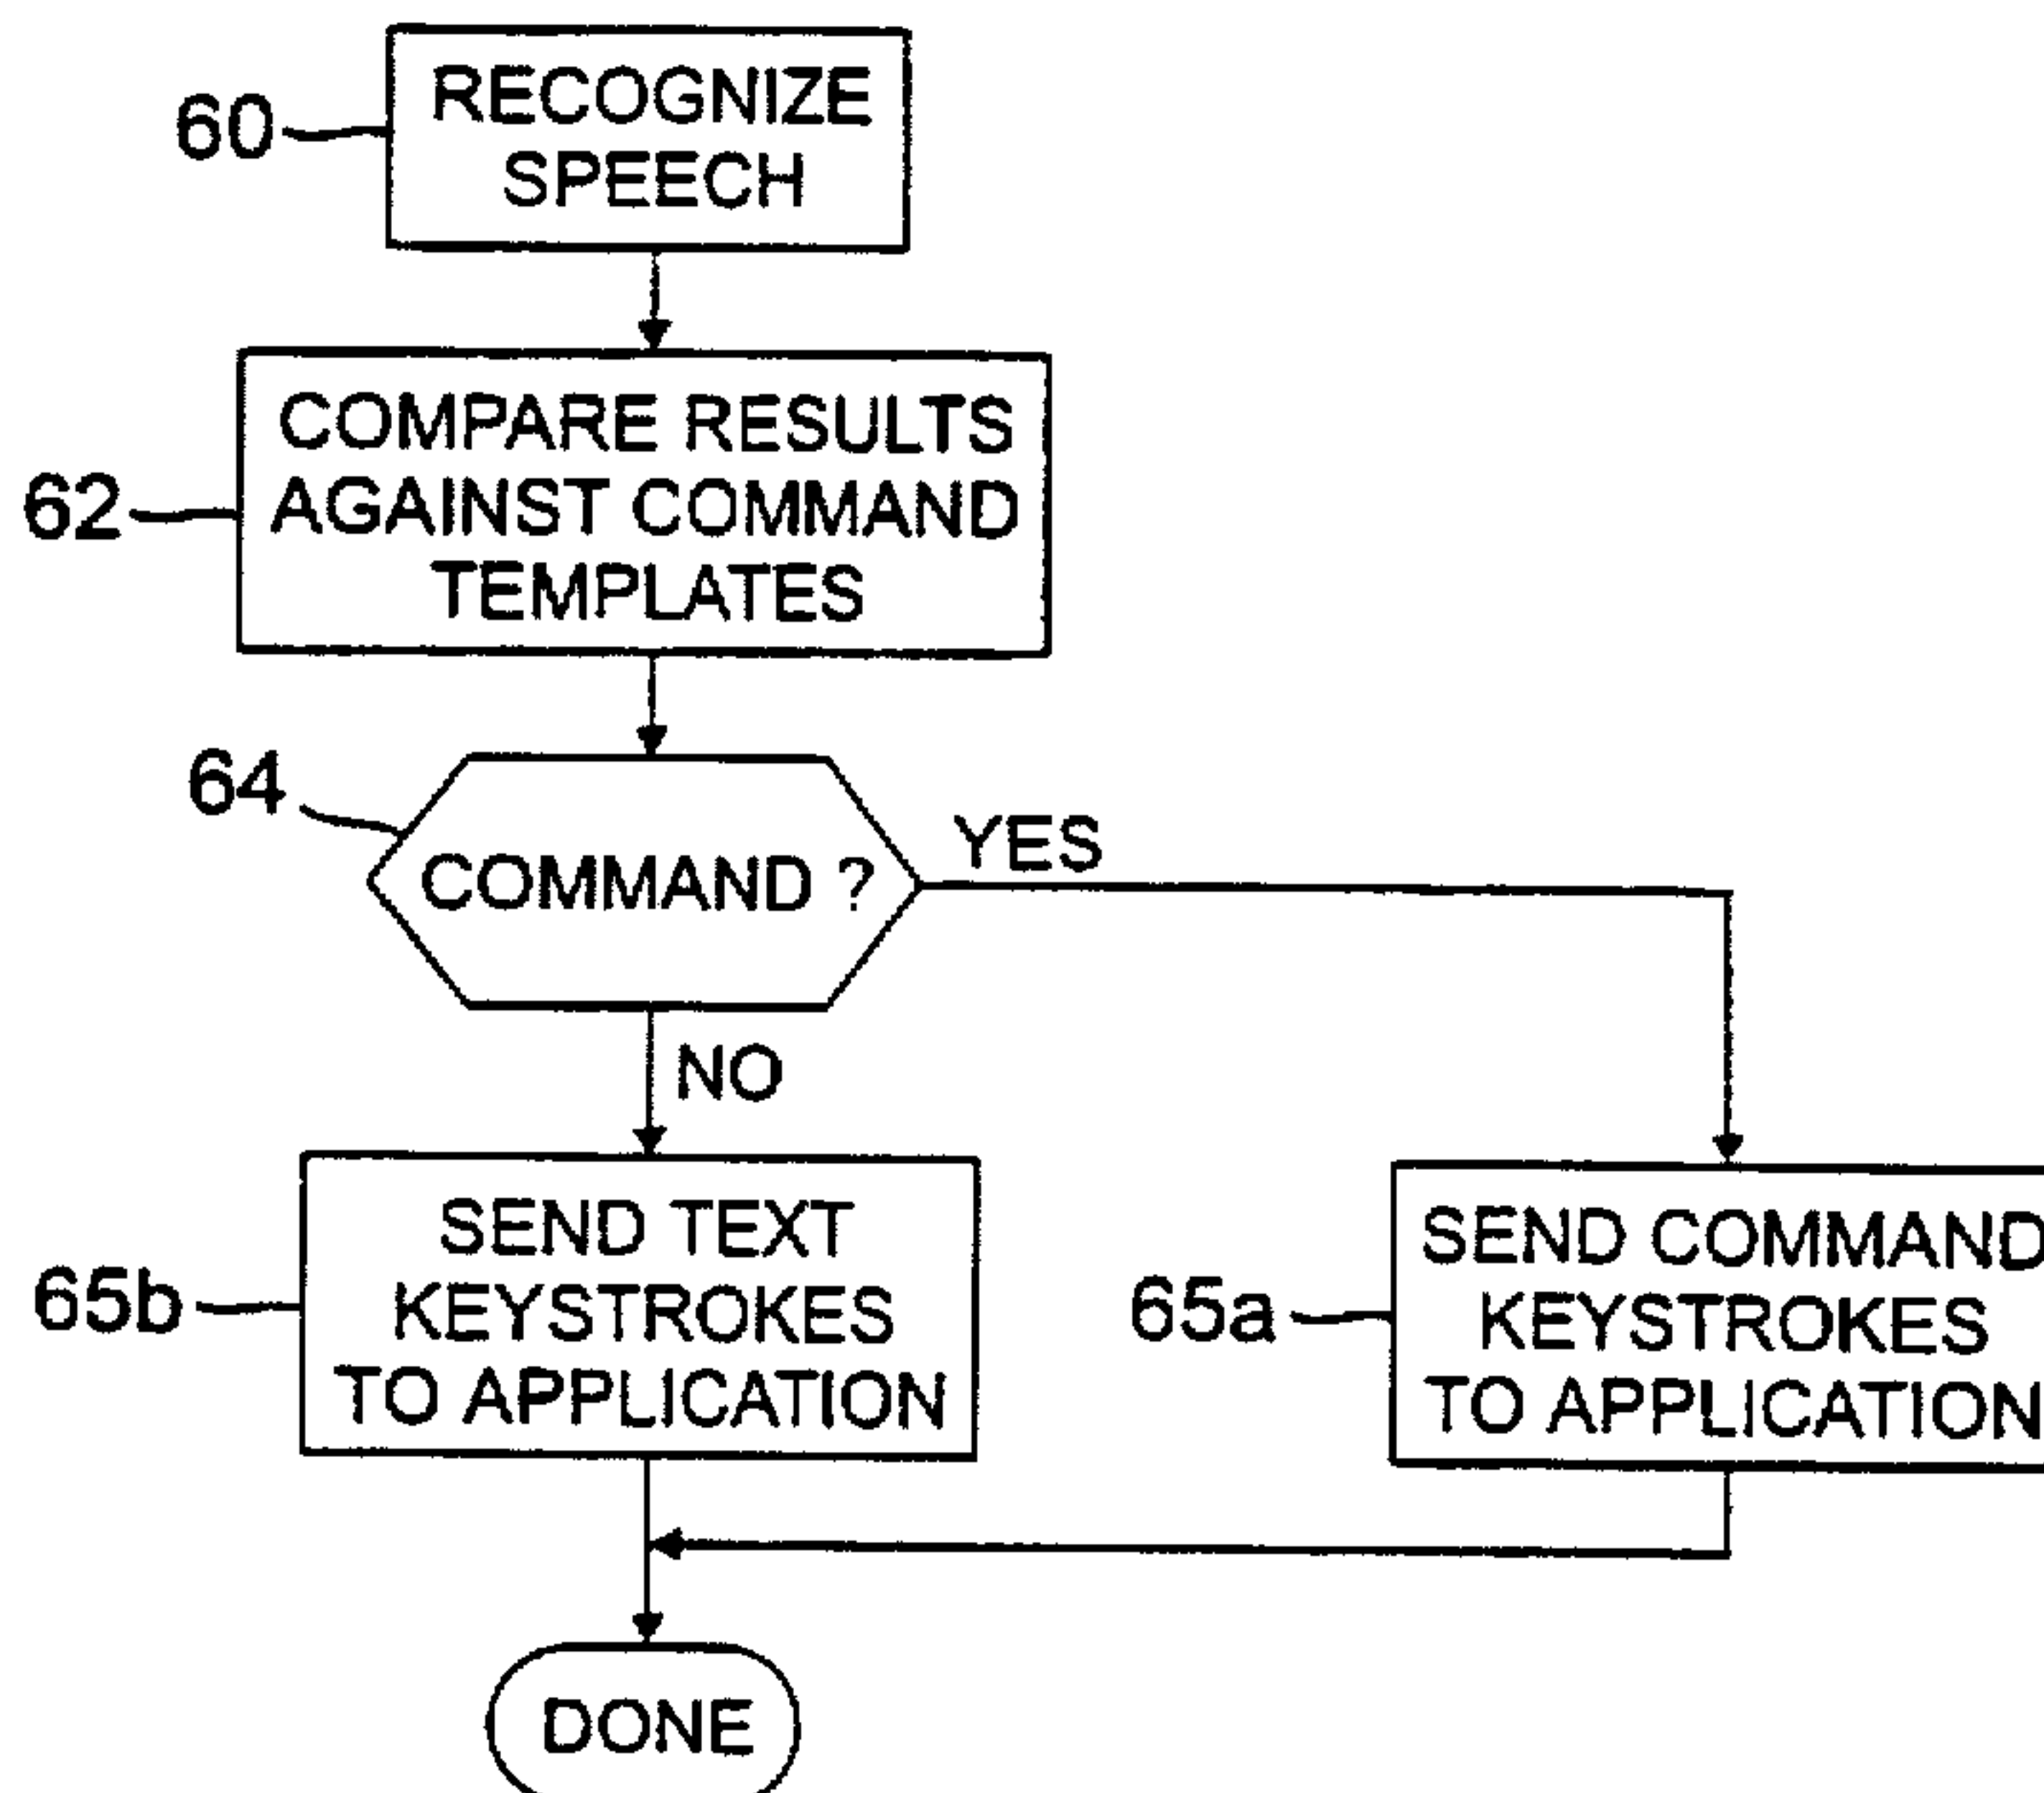 60
RECOGNIZE
SPEECH
62
COMPARE RESULTS
AGAINST COMMAND
TEMPLATES
64
COMMAND ?
YES
NO
65b
SEND TEXT
KEYSTROKES
TO APPLICATION
65a
SEND COMMAND
KEYSTROKES
TO APPLICATION
DONE